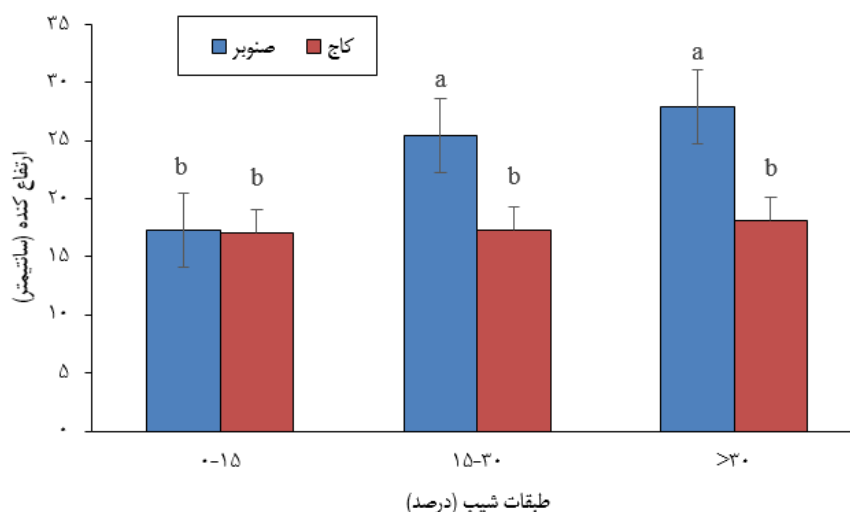 ارتفاع کنده (سانتیمتر)
۳۵
۳۰
۲۵
۲۰
۱۵
۱۰
۵
۰
صنوبر
کاج
b
b
a
b
a
b
۰-۱۵
۱۵-۳۰
>۳۰
طبقات شیب (درصد)